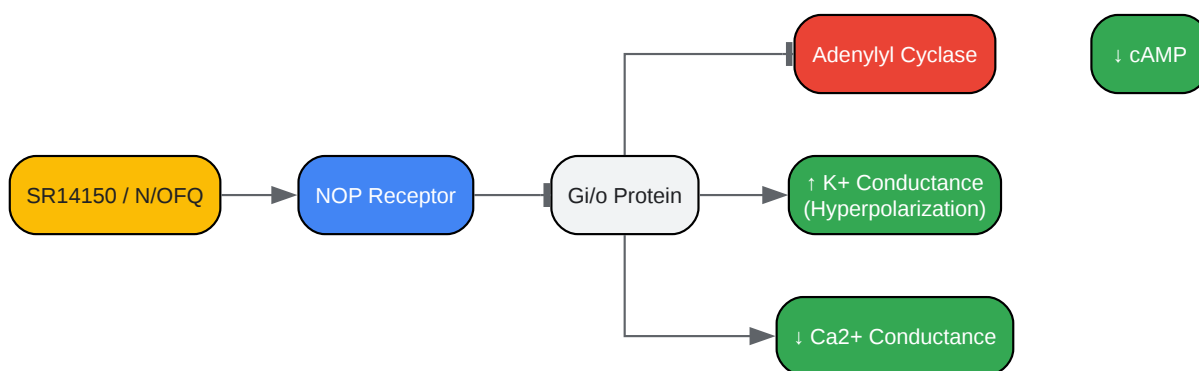 Adenylyl Cyclase
↓ cAMP
SR14150 / N/OFQ
NOP Receptor
Gi/o Protein
↑ K+ Conductance
(Hyperpolarization)
↓ Ca2+ Conductance